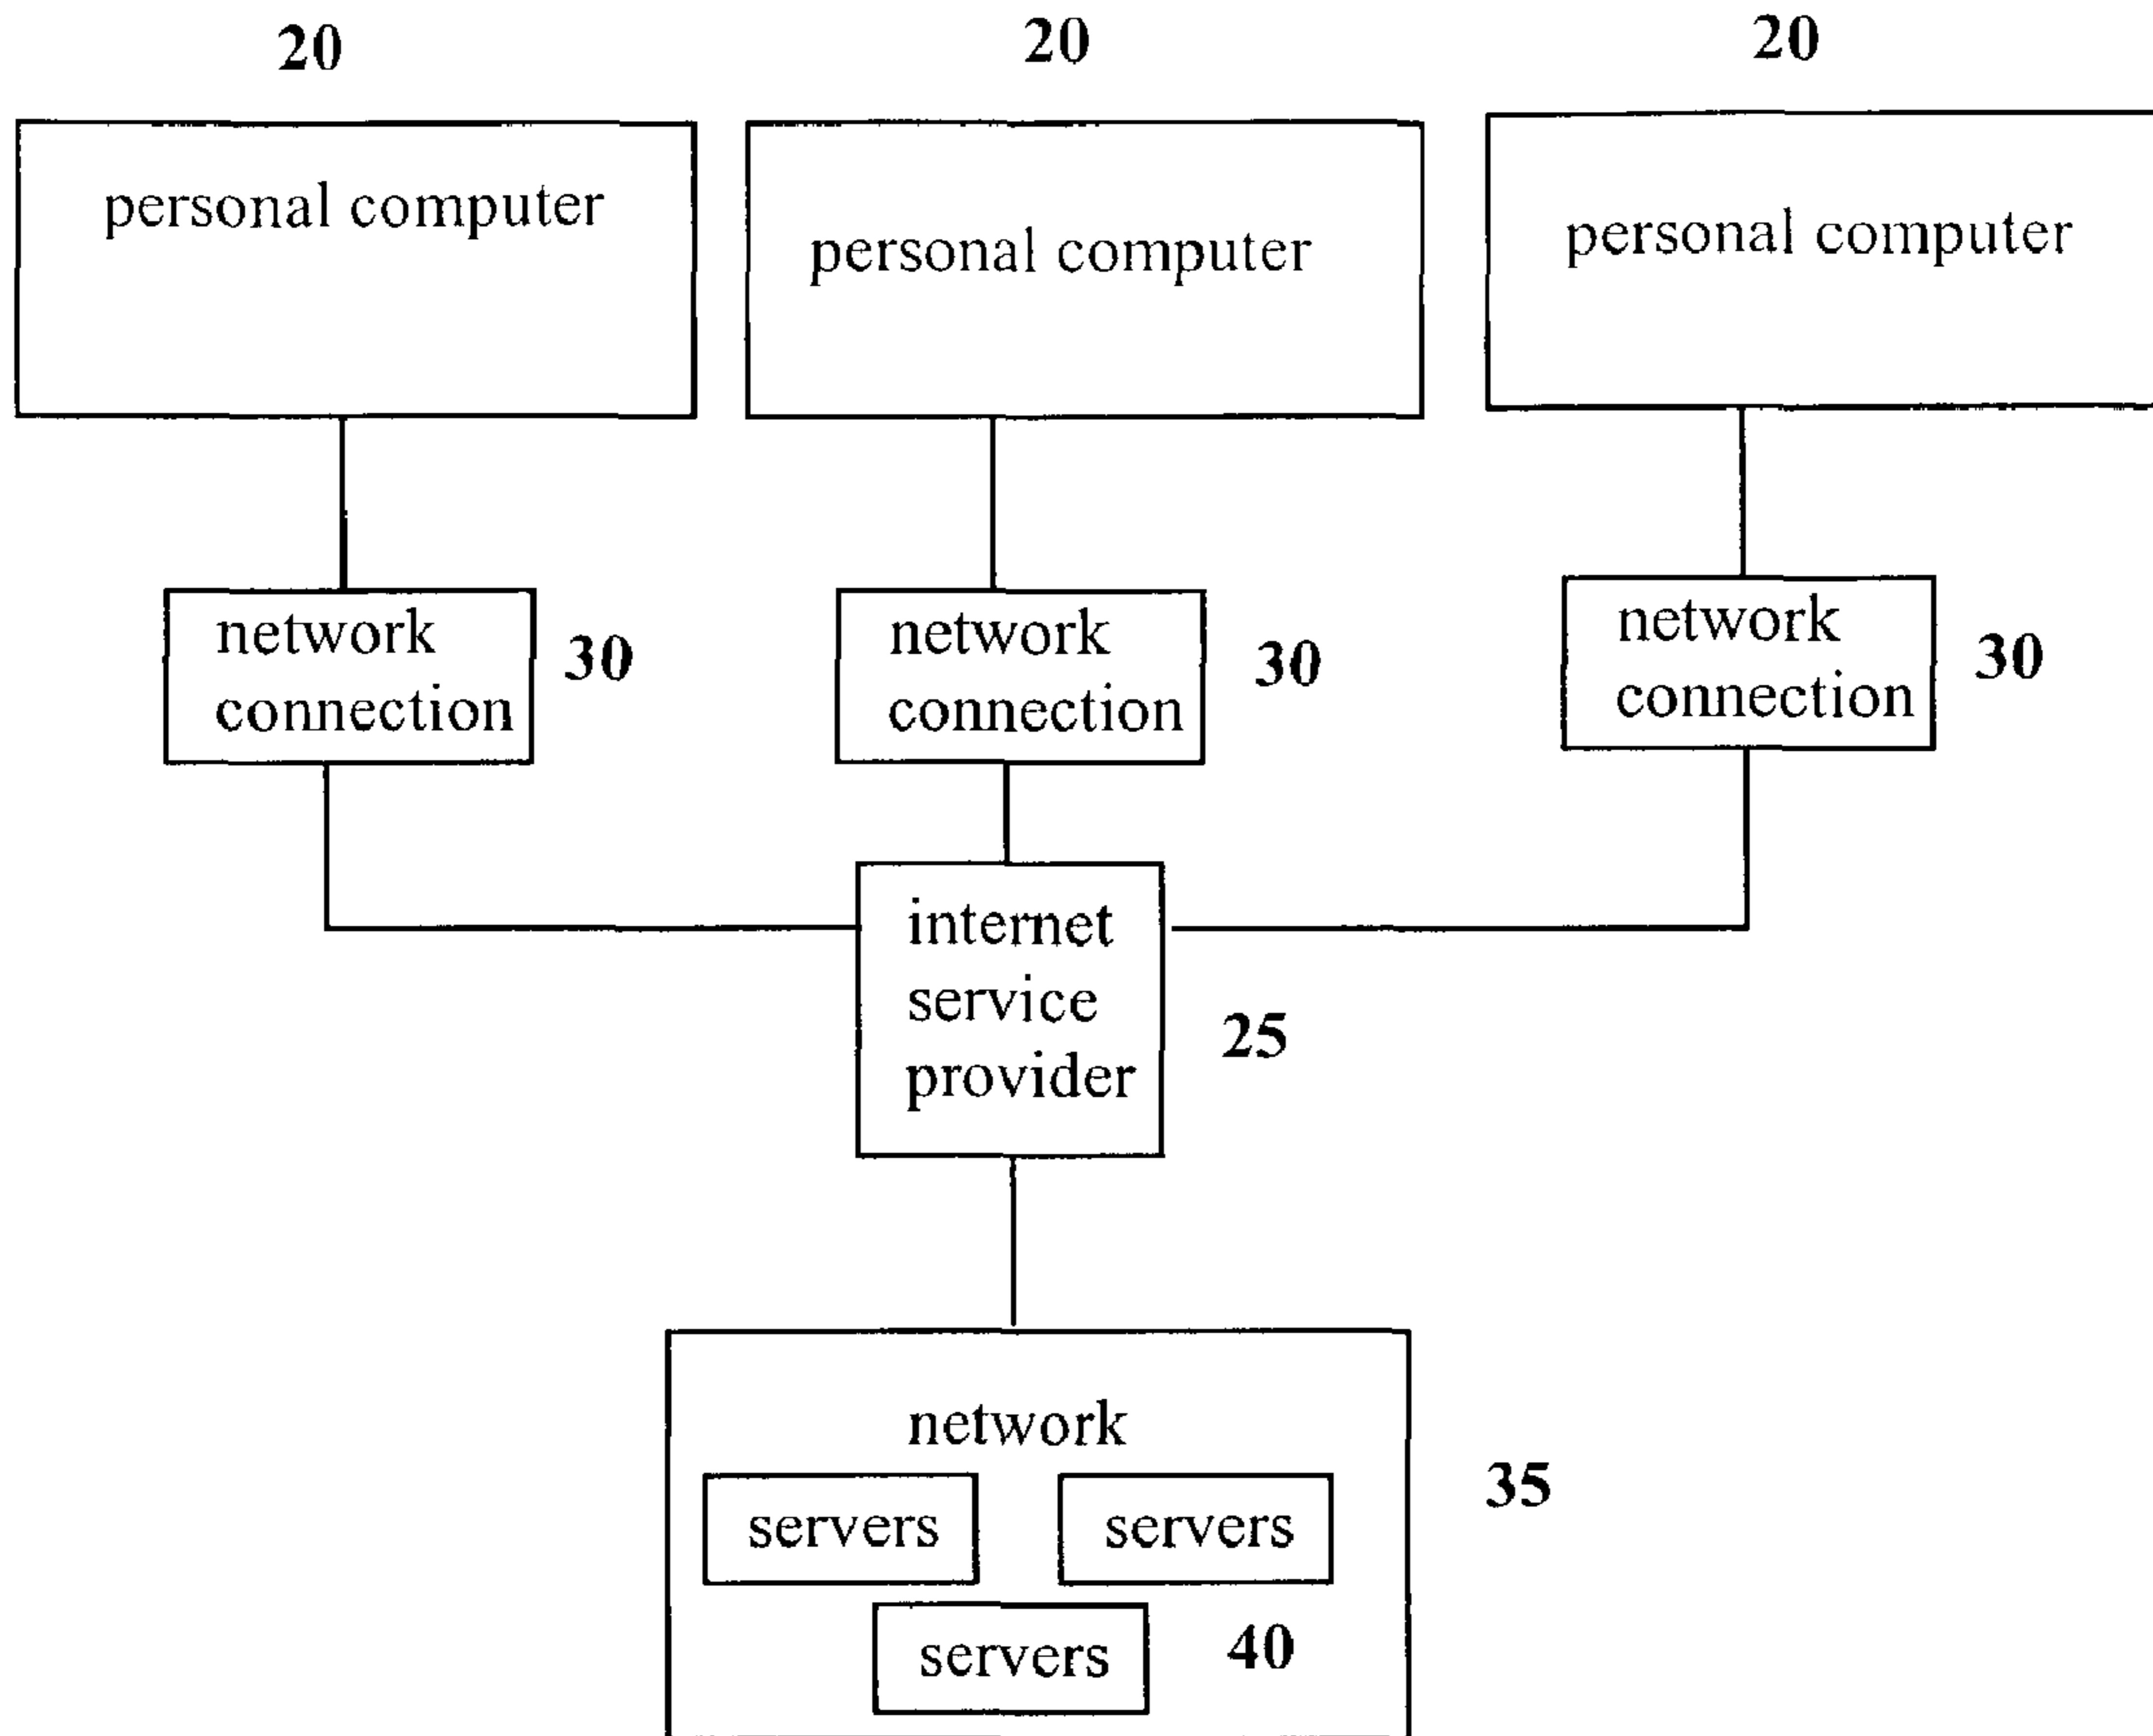 20
20
20
personal computer
personal computer
personal computer
network
connection
30
network
connection
30
network
connection
30
internet
service
provider
25
network
35
servers
servers
servers
40